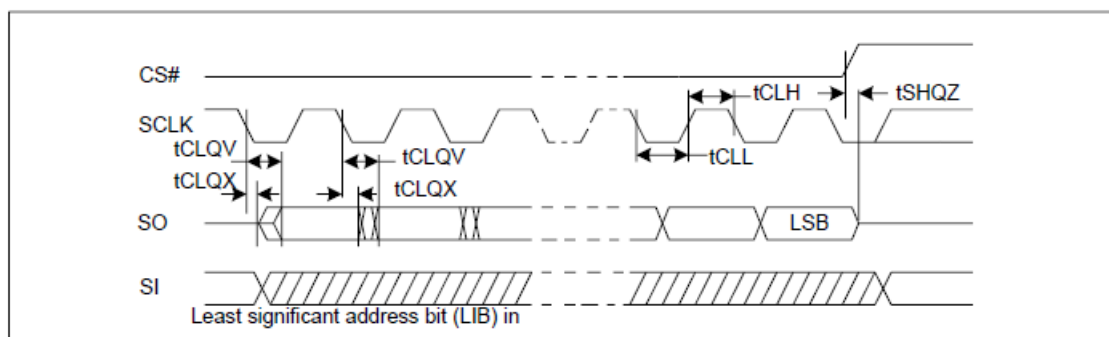 CS#
tCLH
tSHQZ
SCLK
tCLQV
tCLQV
tCLL
tCLQX
tCLQX
SO
LSB
SI
Least significant address bit (LIB) in